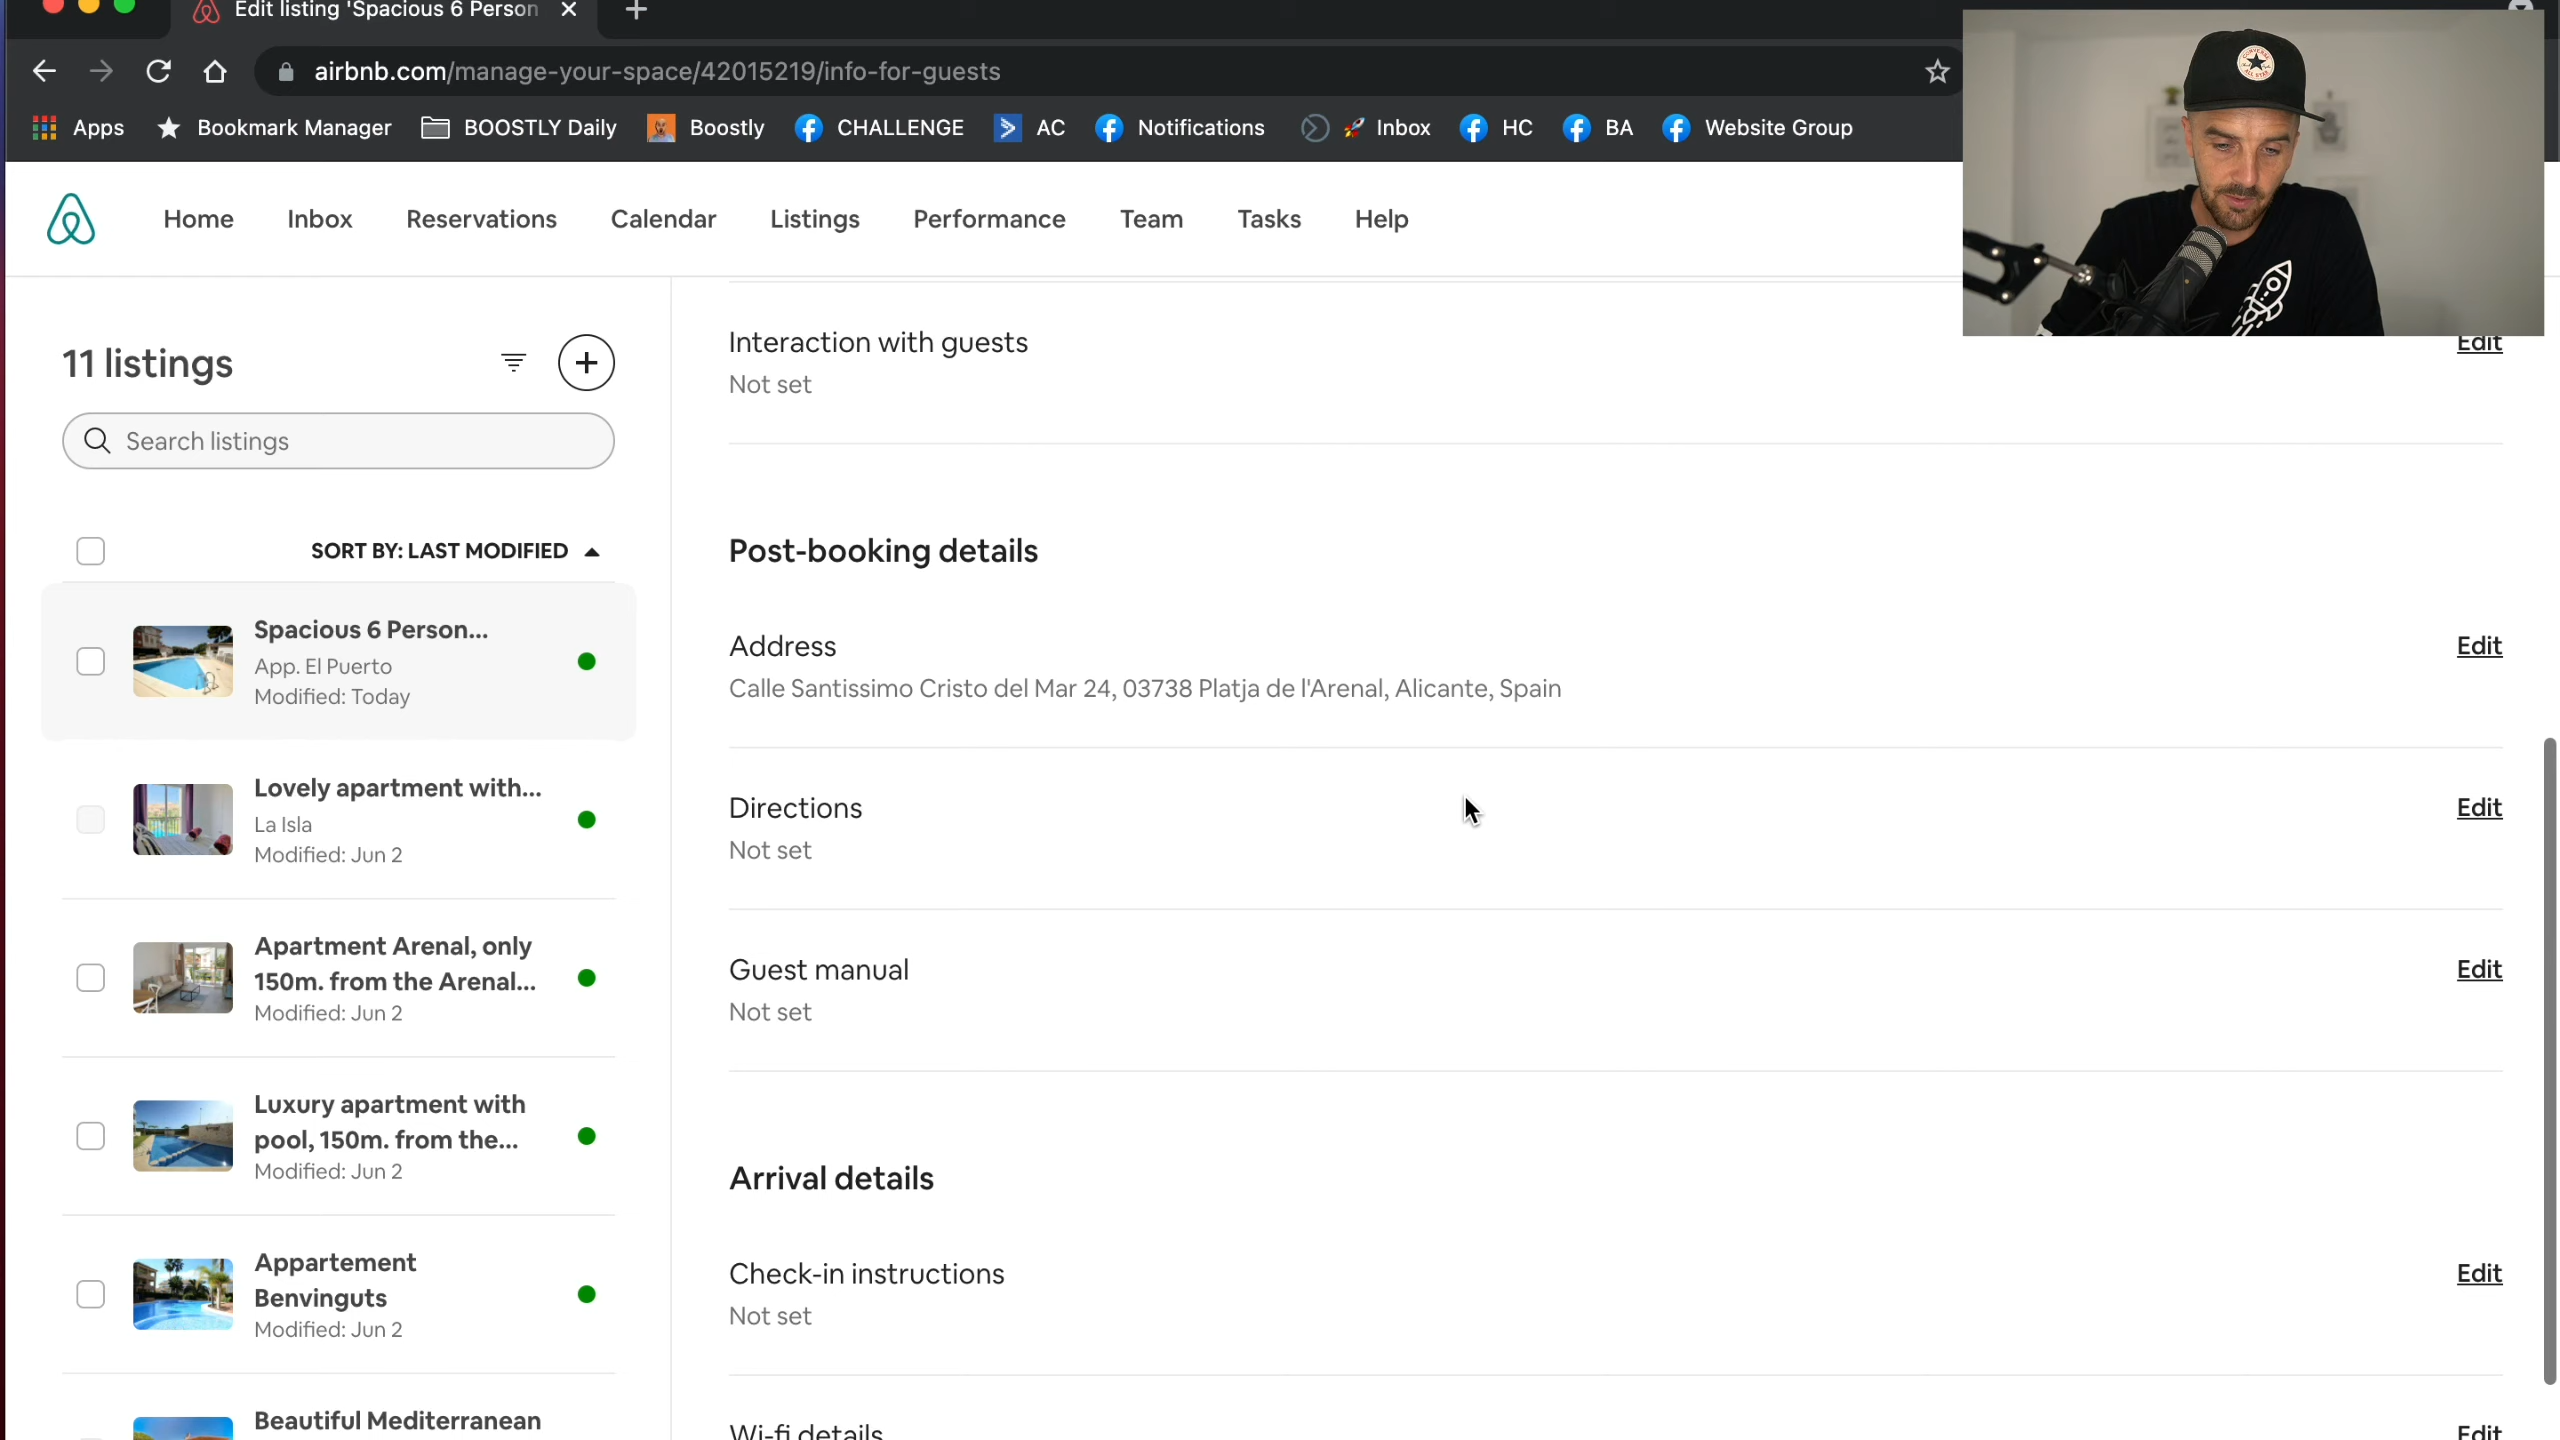 Edit listing 'Spacious 6 Person
airbnb.com/manage-your-space/42015219/info-for-guests
Apps
Bookmark Manager
BOOSTLY Daily
Boostly
CHALLENGE
AC
Notifications
Inbox
HC
BA
Website Group
Home
Inbox
Reservations
Calendar
Listings
Performance
Team
Tasks
Help
11 listings
Search listings
SORT BY: LAST MODIFIED
Spacious 6 Person...
App. El Puerto
Modified: Today
Lovely apartment with...
La Isla
Modified: Jun 2
Apartment Arenal, only
150m. from the Arenal...
Modified: Jun 2
Luxury apartment with
pool, 150m. from the...
Modified: Jun 2
Appartement
Benvinguts
Modified: Jun 2
Beautiful Mediterranean
Interaction with guests
Edit
Not set
Post-booking details
Address
Edit
Calle Santissimo Cristo del Mar 24, 03738 Platja de l'Arenal, Alicante, Spain
Directions
Edit
Not set
Guest manual
Edit
Not set
Arrival details
Check-in instructions
Edit
Not set
Wi-fi details
Edit